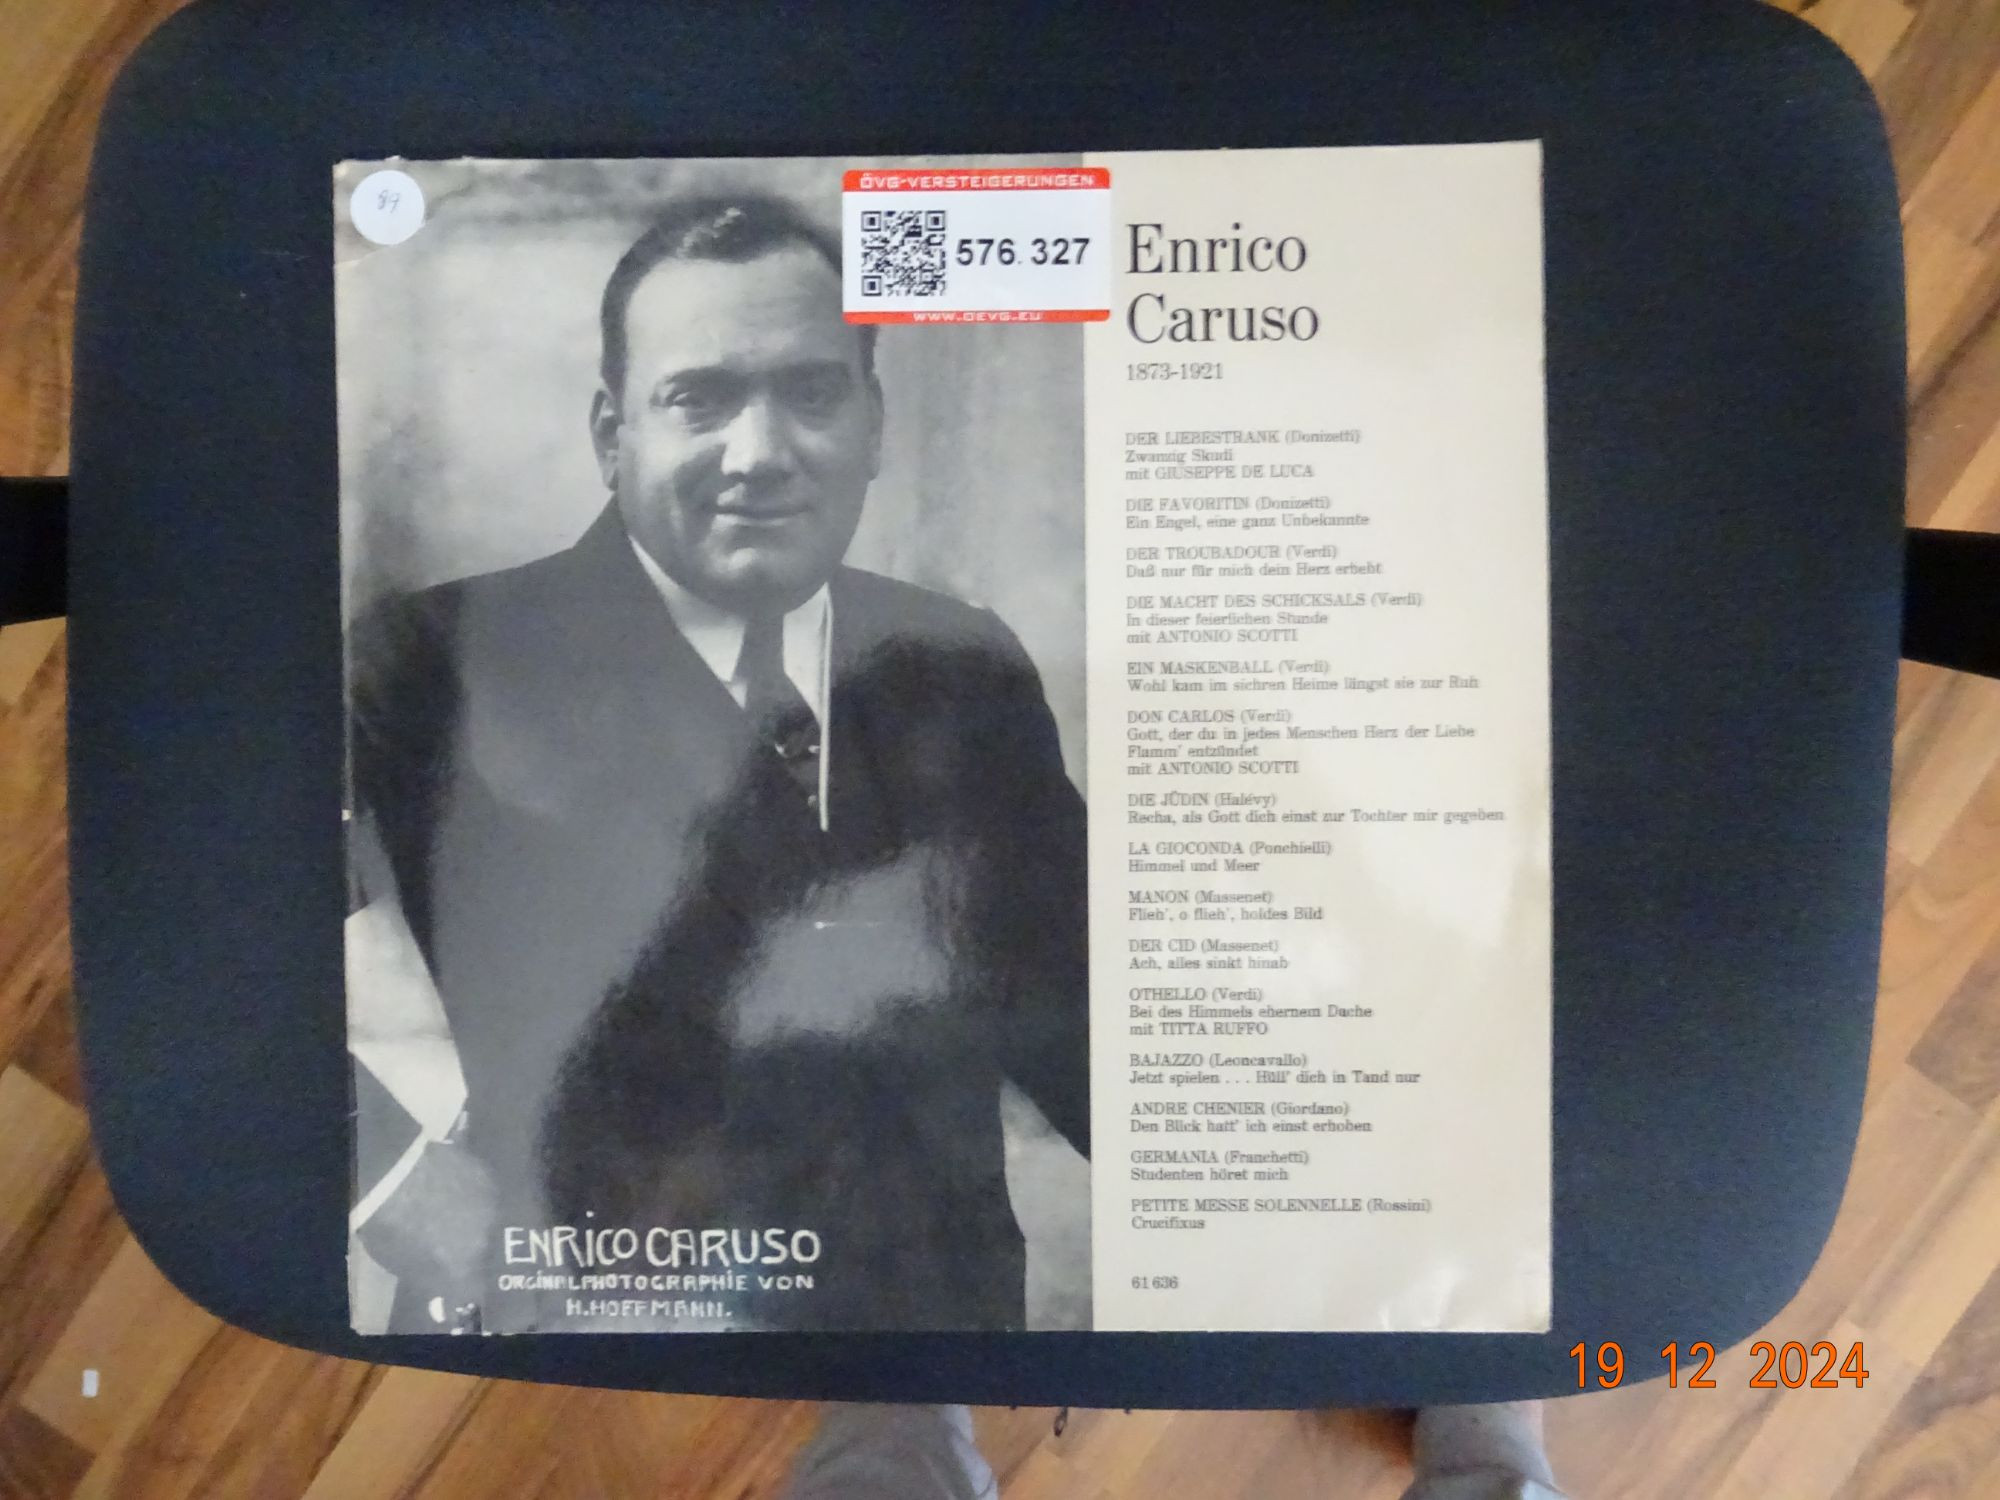 87
ÖVG-VERSTEIGERUNGEN
576. 327
WWW.OEVG.EU
Enrico
Caruso
1873-1921
DER LIEBESTRANK (Donizetti)
Zwanzig Skudi
mit GIUSEPPE DE LUCA
DIE FAVORITIN (Donizetti)
Ein Engel, eine ganz Unbekannte
DER TROUBADOUR (Verdi)
Daß nur für mich dein Herz erbebt
DIE MACHT DES SCHICKSALS (Verdi)
In dieser feierlichen Stunde
mit ANTONIO SCOTTI
EIN MASKENBALL (Verdi)
Wohl kam im sichren Heime längst sie zur Ruh
DON CARLOS (Verdi)
Gott, der du in jedes Menschen Herz der Liebe
Flamm' entzündet
mit ANTONIO SCOTTI
DIE JÜDIN (Halévy)
Recha, als Gott dich einst zur Tochter mir gegeben
LA GIOCONDA (Ponchielli)
Himmel und Meer
MANON (Massenet)
Flieh', o flieh', holdes Bild
DER CID (Massenet)
Ach, alles sinkt hinab
OTHELLO (Verdi)
Bei des Himmels ehernem Dache
mit TITTA RUFFO
BAJAZZO (Leoncavallo)
Jetzt spielen . . . Hüll' dich in Tand nur
ANDRE CHENIER (Giordano)
Den Blick hatt' ich einst erhoben
GERMANIA (Franchetti)
Studenten höret mich
PETITE MESSE SOLENNELLE (Rossini)
Crucifixus
61 636
ENRICO CARUSO
ORGINALPHOTOGRAPHIE VON
H.HOFFMANN.
19 12 2024